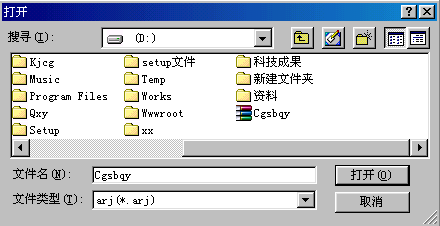 打开
搜寻(I): (D:)
Kjcg setup文件 科技成果
Music Temp 新建文件夹
Program Files Works 资料
Qxy Wwwroot Cgsbqy
Setup xx
文件名(N): Cgsbqy 打开(O)
文件类型(T): arj(*.arj) 取消